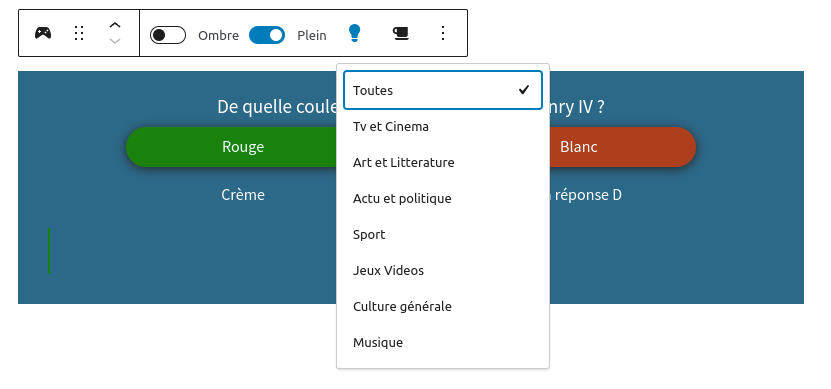 Ombre Plein
De quelle coule nry IV ?
Rouge Blanc
Crème réponse D
Toutes
Tv et Cinema
Art et Litterature
Actu et politique
Sport
Jeux Videos
Culture générale
Musique